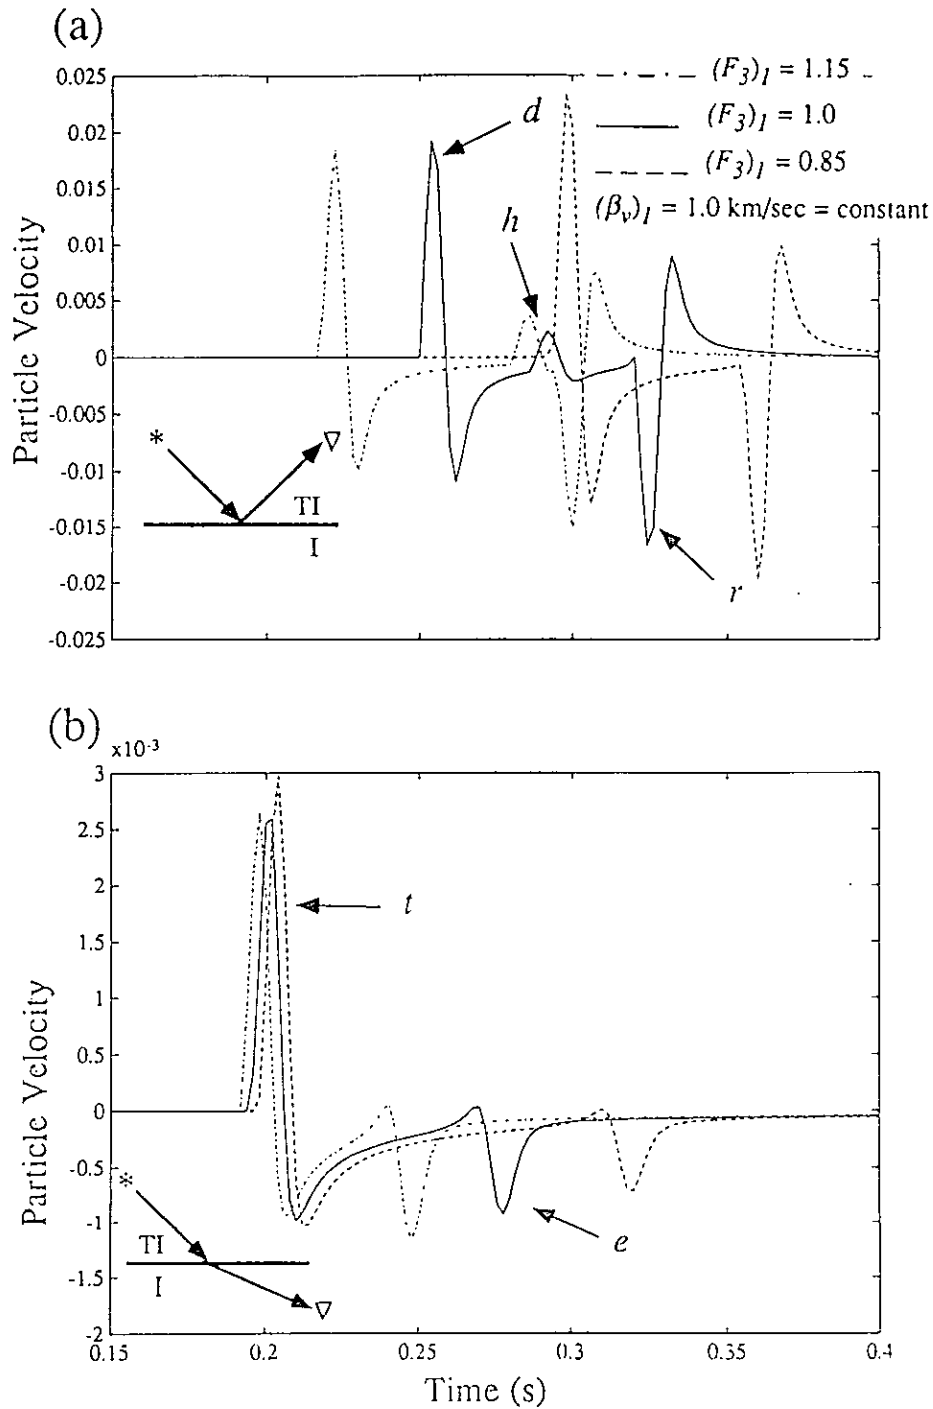 (a)
0.025
0.02
0.015
0.01
0.005
0
-0.005
-0.01
-0.015
-0.02
-0.025
Particle Velocity
(F3)1 = 1.15
(F3)1 = 1.0
(F3)1 = 0.85
(βv)1 = 1.0 km/sec = constant
d
h
r
*
TI
I
(b)
x10-3
3
2.5
2
1.5
1
0.5
0
-0.5
-1
-1.5
-2
Particle Velocity
t
e
*
TI
I
0.15
0.2
0.25
0.3
0.35
0.4
Time (s)